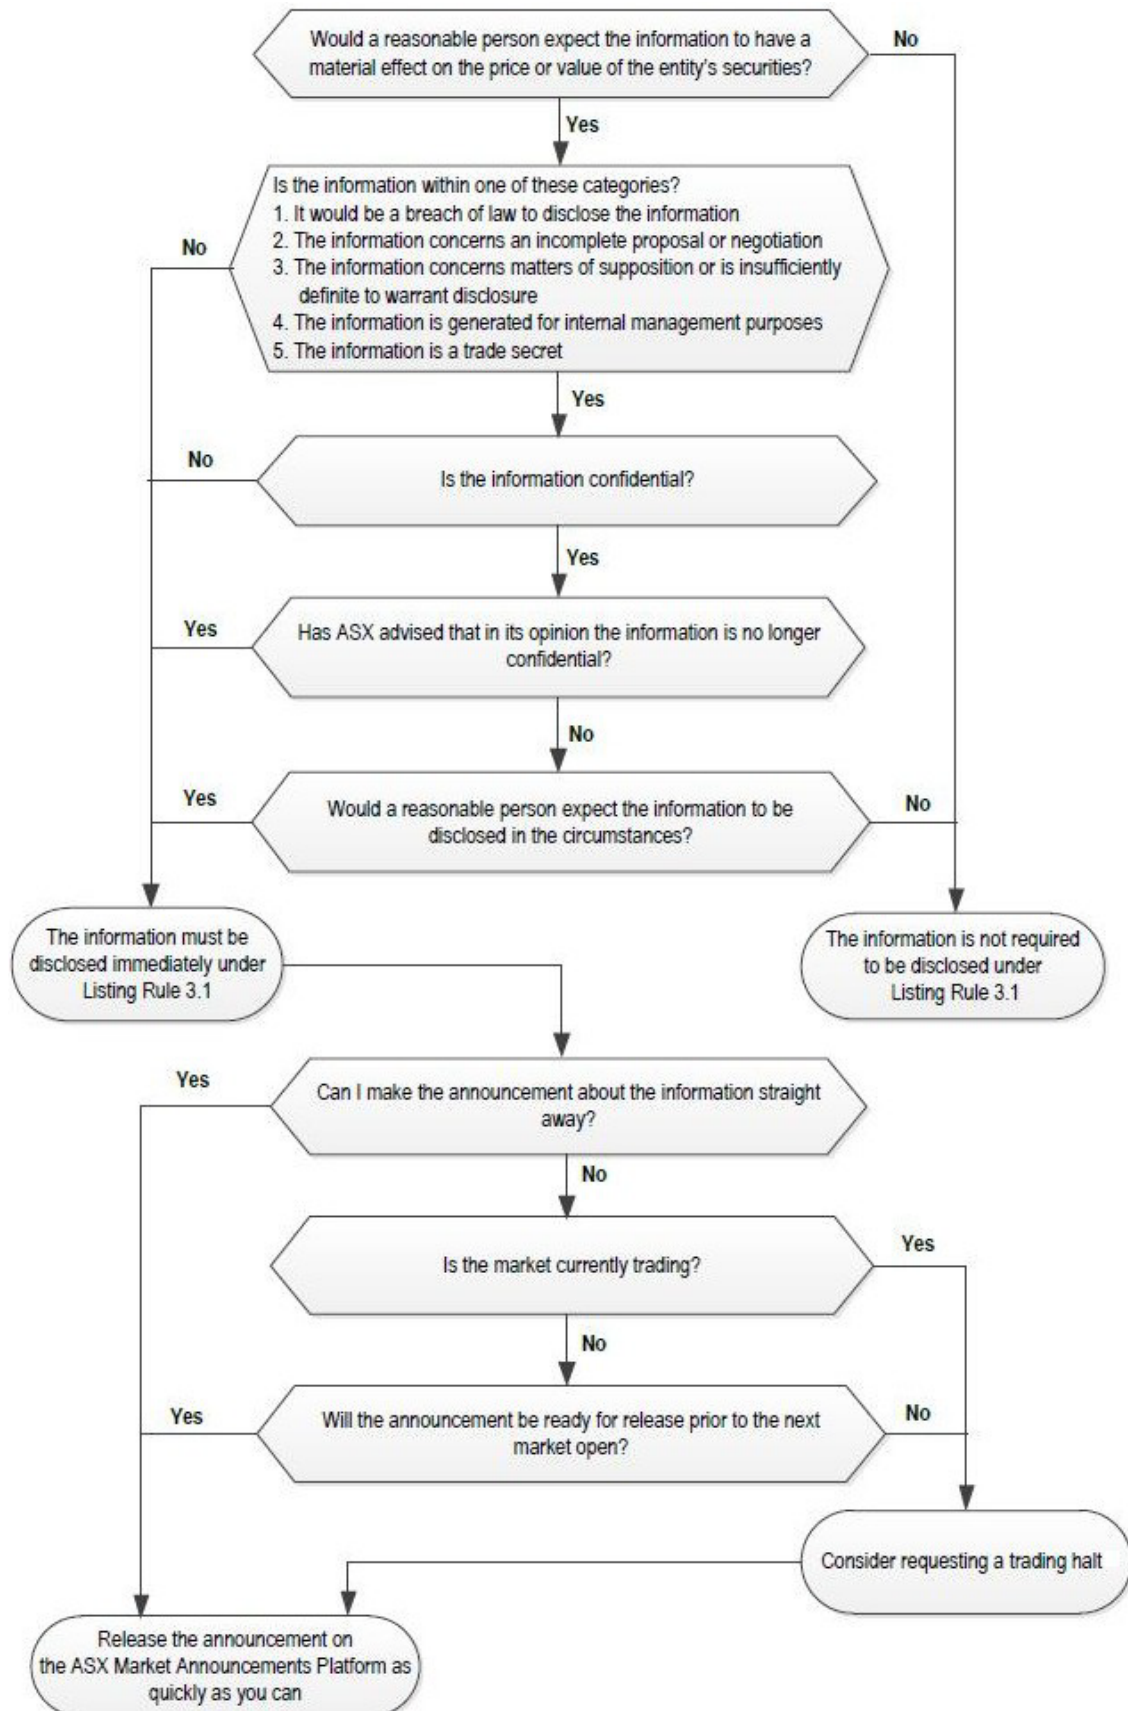 Would a reasonable person expect the information to have a
material effect on the price or value of the entity's securities?
No
Yes
Is the information within one of these categories?
1. It would be a breach of law to disclose the information
2. The information concerns an incomplete proposal or negotiation
3. The information concerns matters of supposition or is insufficiently
definite to warrant disclosure
4. The information is generated for internal management purposes
5. The information is a trade secret
No
Yes
Is the information confidential?
No
Yes
Has ASX advised that in its opinion the information is no longer
confidential?
Yes
No
Would a reasonable person expect the information to be
disclosed in the circumstances?
Yes
No
The information must be
disclosed immediately under
Listing Rule 3.1
The information is not required
to be disclosed under
Listing Rule 3.1
Can I make the announcement about the information straight
away?
Yes
No
Is the market currently trading?
Yes
No
Will the announcement be ready for release prior to the next
market open?
Yes
No
Consider requesting a trading halt
Release the announcement on
the ASX Market Announcements Platform as
quickly as you can